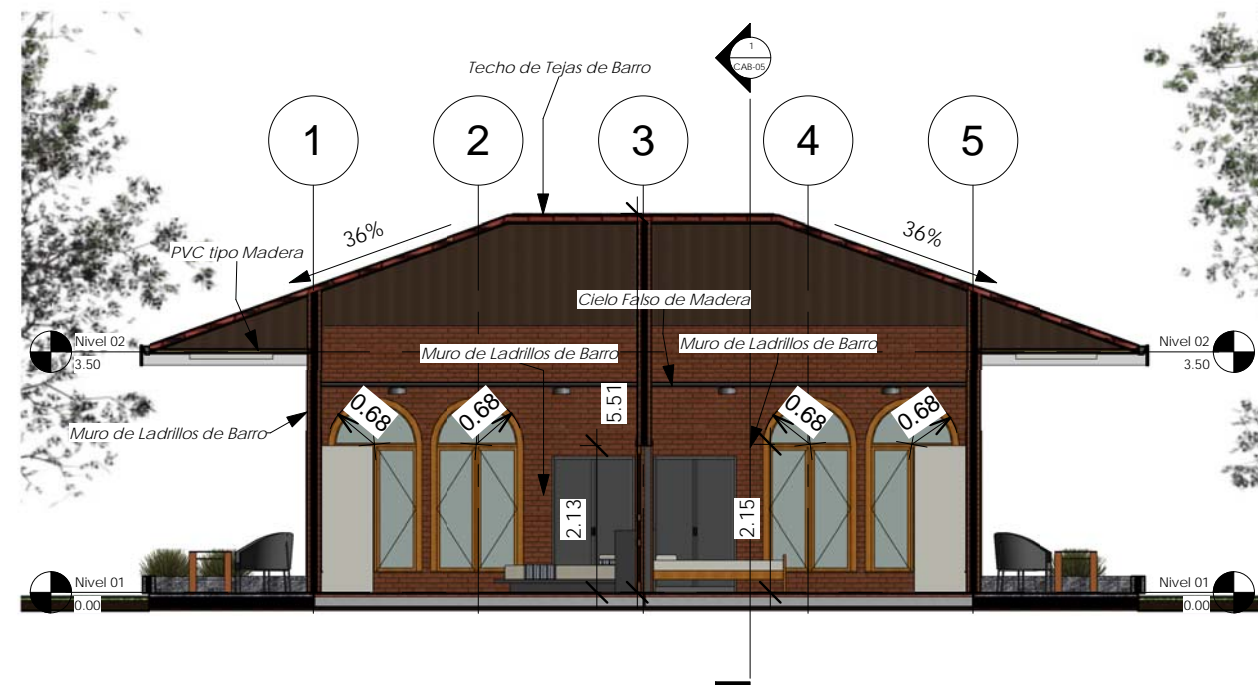 1
CAB-05
Techo de Tejas de Barro
1
2
3
4
5
36%
36%
PVC tipo Madera
Cielo Falso de Madera
Nivel 02
3.50
Muro de Ladrillos de Barro
Muro de Ladrillos de Barro
Nivel 02
3.50
0.68
0.68
5.51
0.68
0.68
Muro de Ladrillos de Barro
2.13
2.15
Nivel 01
0.00
Nivel 01
0.00